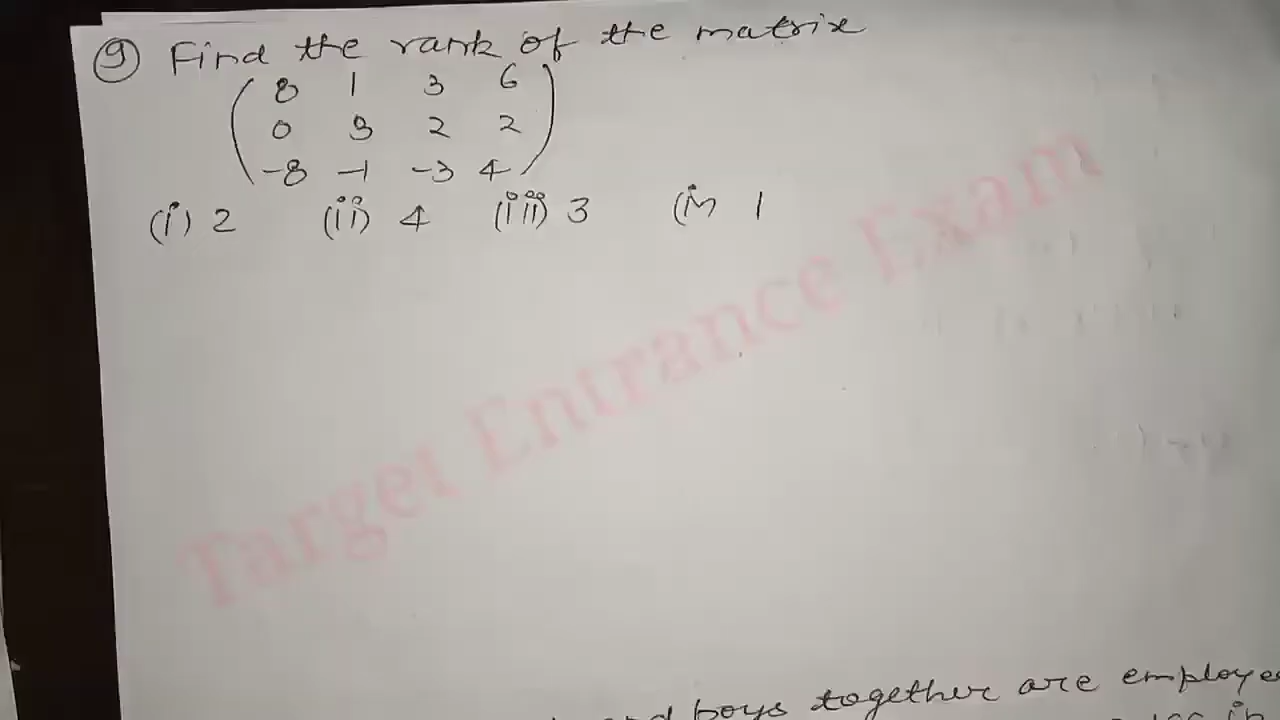 (9) Find the rank of the matrix
8 1 3 6
0 3 2 2
-8 -1 -3 4
(i) 2 (ii) 4 (iii) 3 (iv) 1
Target Entrance Exam
boys together are employe